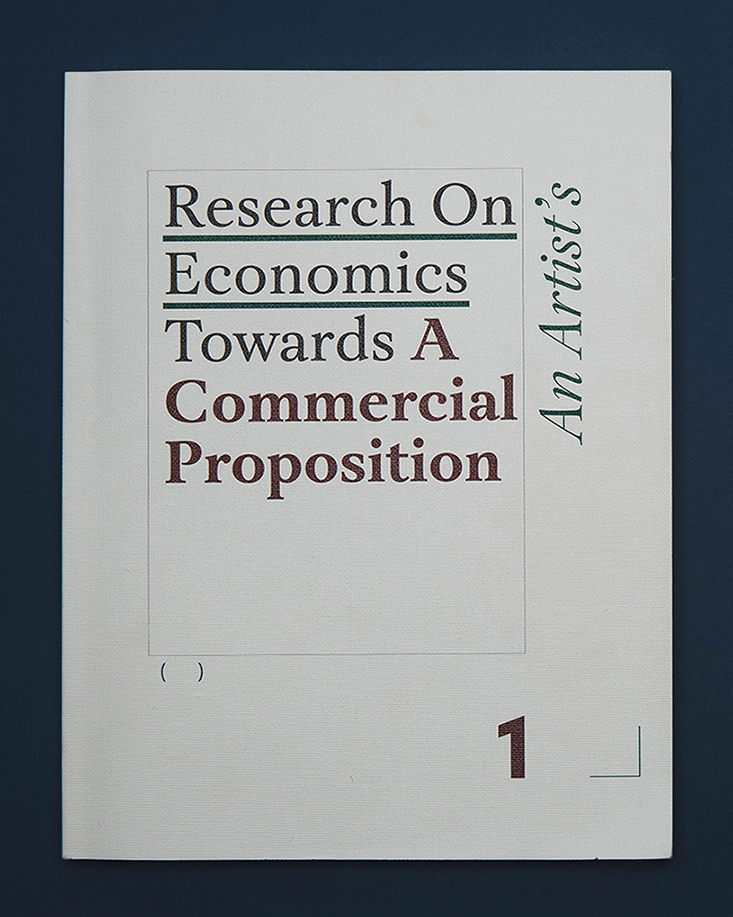 Research On
Economics
Towards A
Commercial
Proposition
An Artist's
( )
1